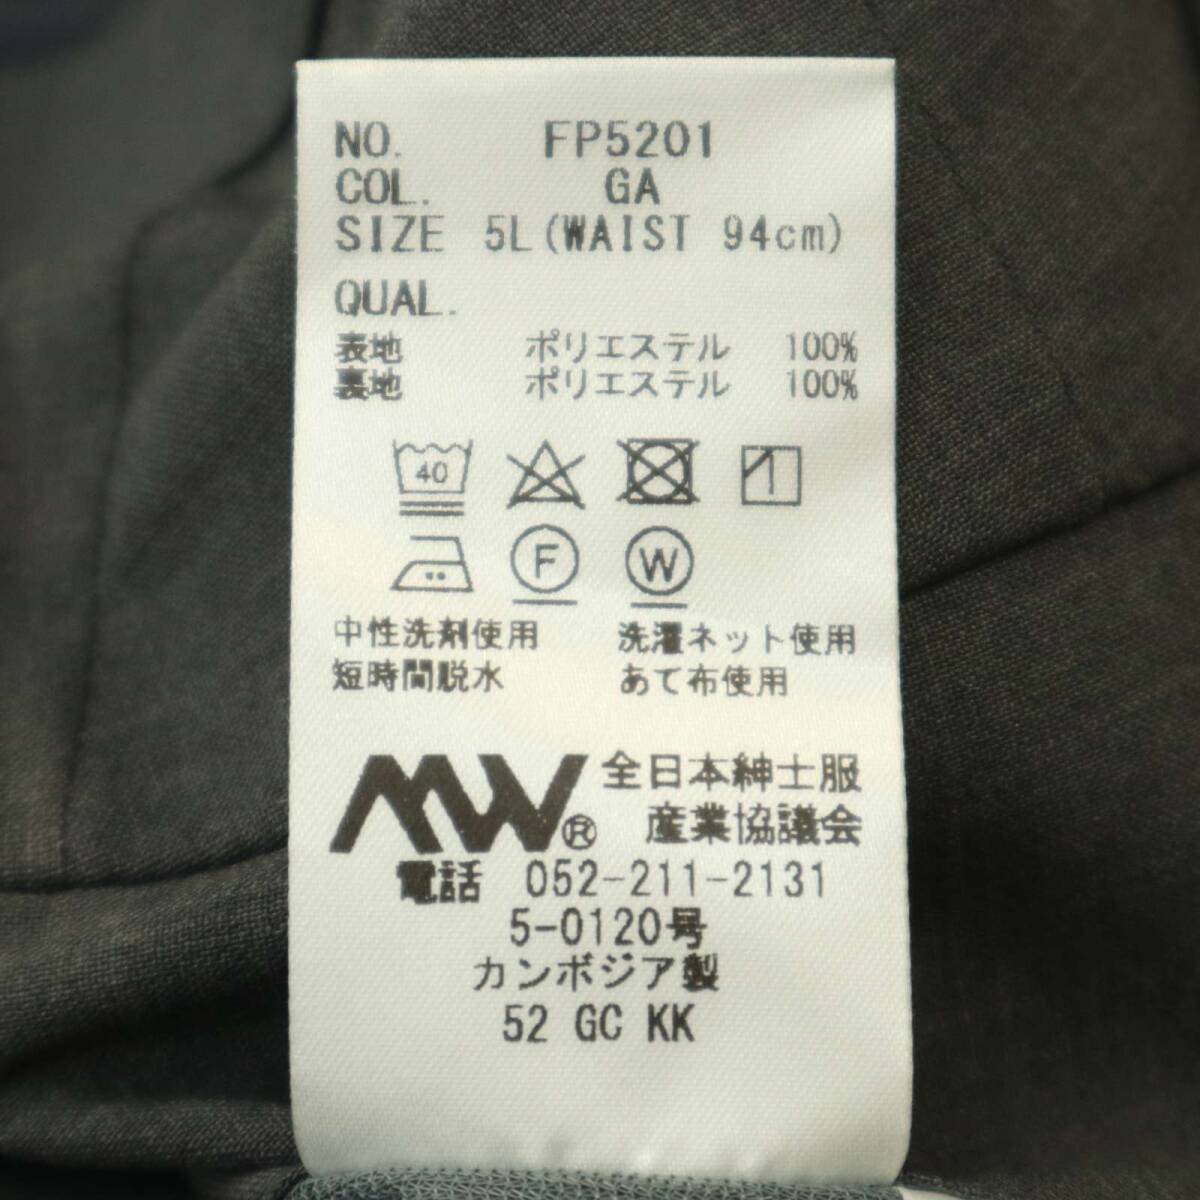 NO. FP5201
COL. GA
SIZE 5L(WAIST 94cm)
QUAL.
表地 ポリエステル 100%
裏地 ポリエステル 100%
40
F W
中性洗剤使用 洗濯ネット使用
短時間脱水 あて布使用
MW® 全日本紳士服
産業協議会
電話 052-211-2131
5-0120号
カンボジア製
52 GC KK